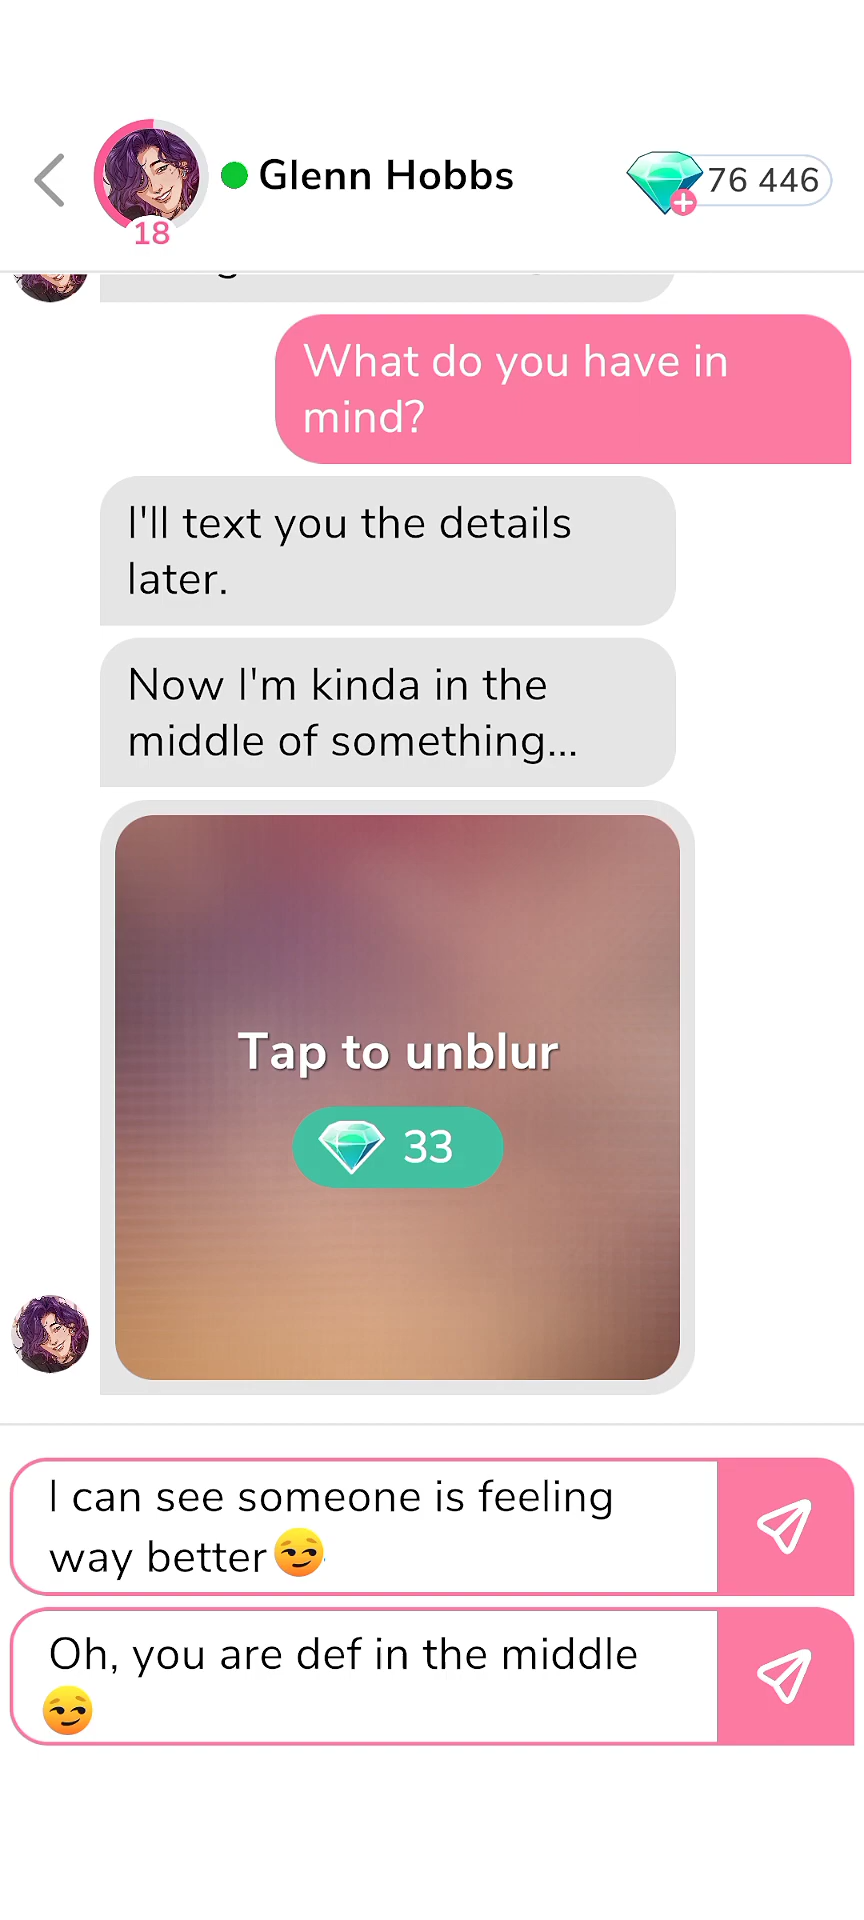 Glenn Hobbs
76 446
18
What do you have in
mind?
I'll text you the details
later.
Now I'm kinda in the
middle of something...
Tap to unblur
33
I can see someone is feeling
way better😏
Oh, you are def in the middle
😏